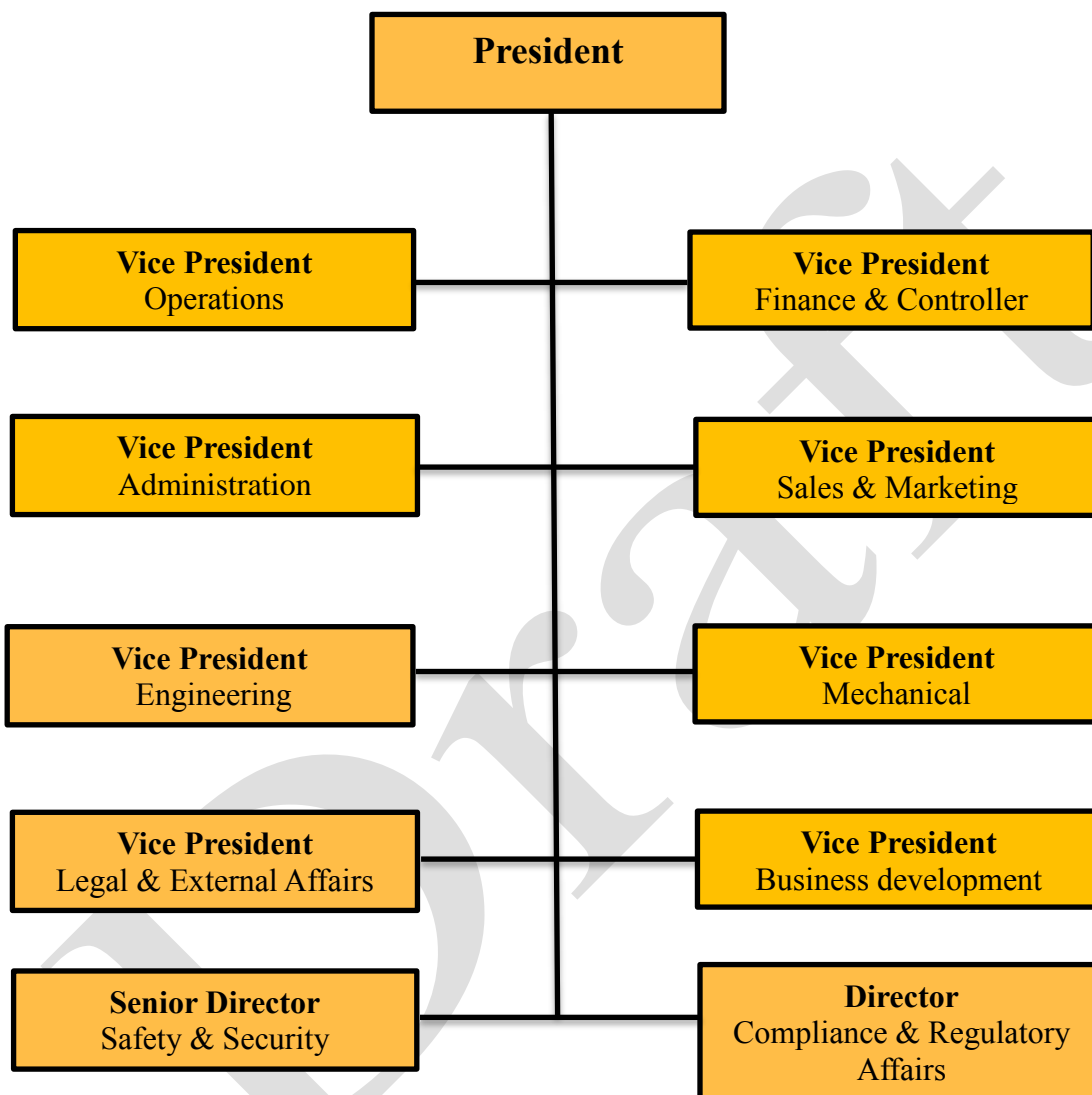 President
Vice President
Operations
Vice President
Finance & Controller
Vice President
Administration
Vice President
Sales & Marketing
Vice President
Engineering
Vice President
Mechanical
Vice President
Legal & External Affairs
Vice President
Business development
Senior Director
Safety & Security
Director
Compliance & Regulatory
Affairs
Draft